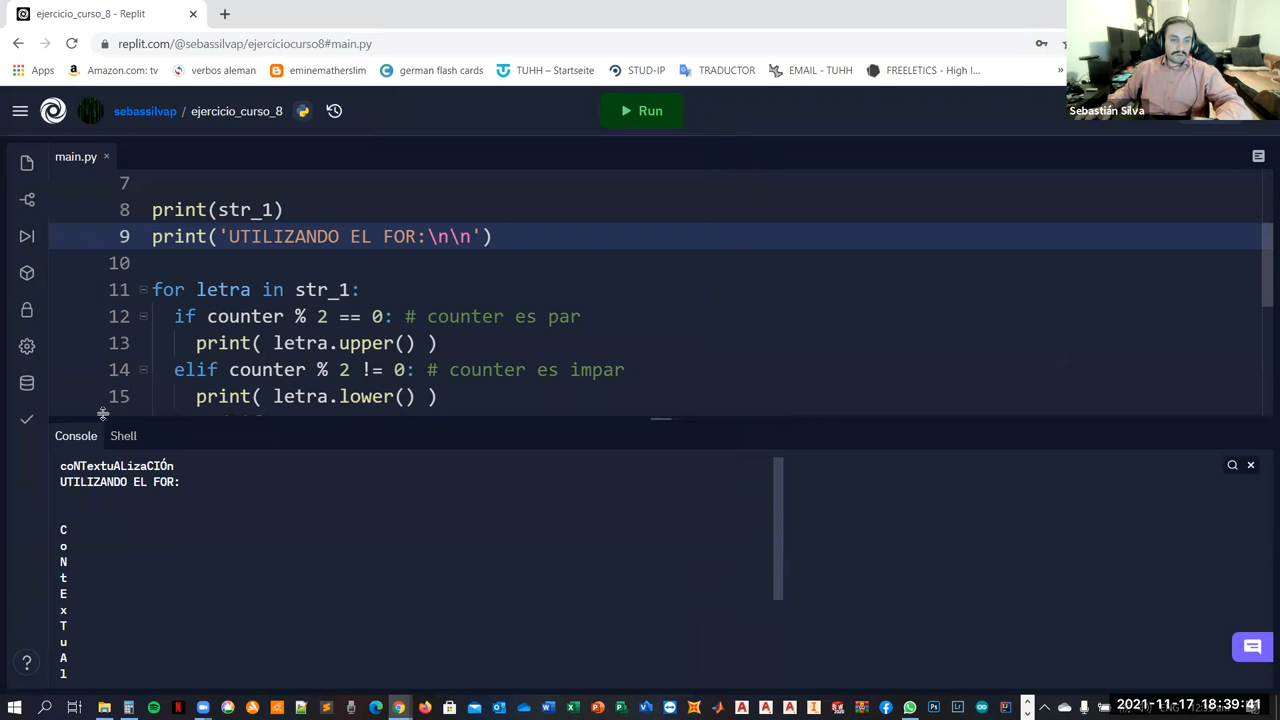 ejercicio_curso_8 - Replit
replit.com/@sebassilvap/ejerciciocurso8#main.py
Apps Amazon.com: tv verbos aleman eminematherslim german flash cards TUHH – Startseite STUD-IP TRADUCTOR EMAIL - TUHH FREELETICS - High I... »
Sebastián Silva
sebassilvap / ejercicio_curso_8
Run
main.py
7
8 print(str_1)
9 print('UTILIZANDO EL FOR:\n\n')
10
11 for letra in str_1:
12 if counter % 2 == 0: # counter es par
13 print( letra.upper() )
14 elif counter % 2 != 0: # counter es impar
15 print( letra.lower() )
Console Shell
coNTextuALizaCIÓn
UTILIZANDO EL FOR:
C
o
N
t
E
x
T
u
A
l
?
2021-11-17 18:39:41